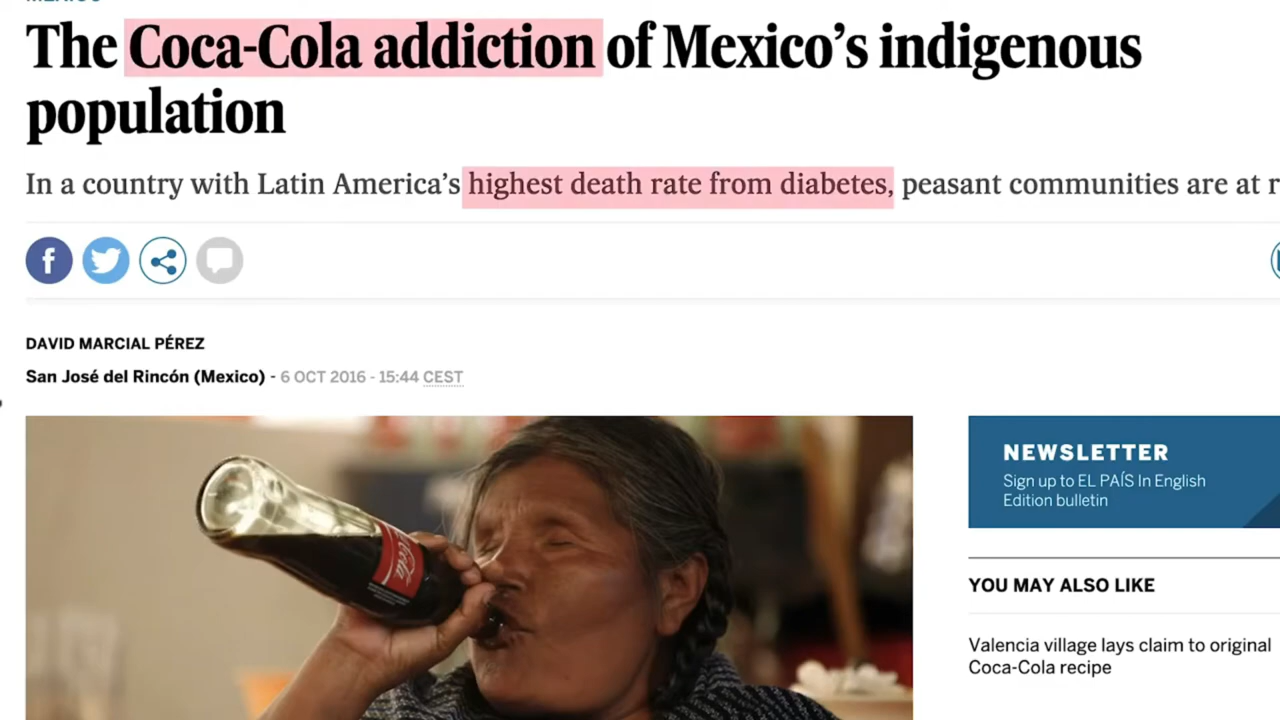 The Coca-Cola addiction of Mexico’s indigenous
population
In a country with Latin America’s highest death rate from diabetes, peasant communities are at
DAVID MARCIAL PÉREZ
San José del Rincón (Mexico) - 6 OCT 2016 - 15:44 CEST
NEWSLETTER
Sign up to EL PAÍS In English
Edition bulletin
YOU MAY ALSO LIKE
Valencia village lays claim to original
Coca-Cola recipe